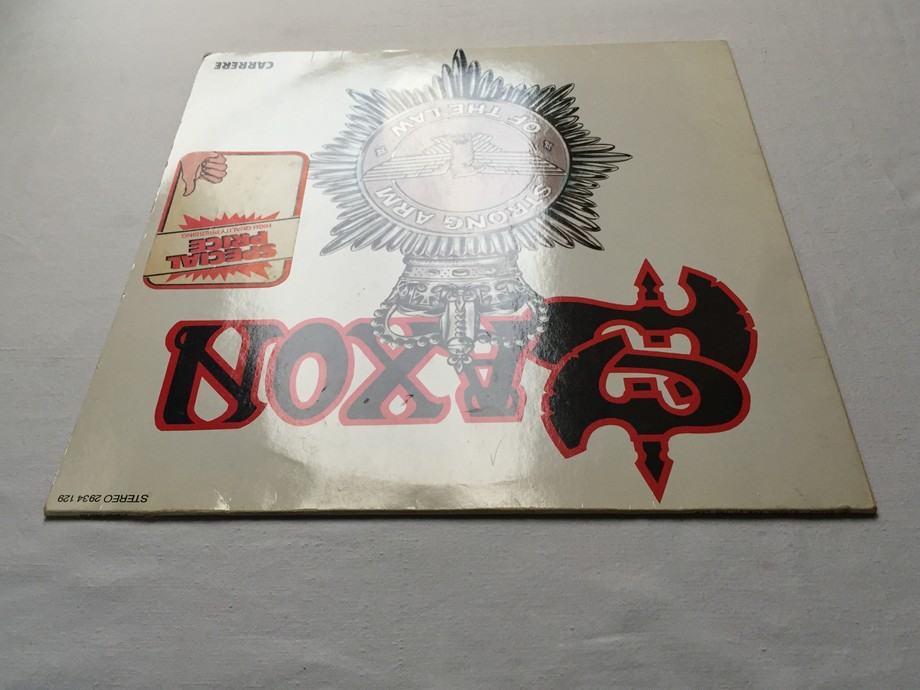 STEREO 2934 129
SAXON
STRONG ARM
OF THE LAW
SPECIAL
PRICE
HIGH QUALITY PRESSING
CARRERE